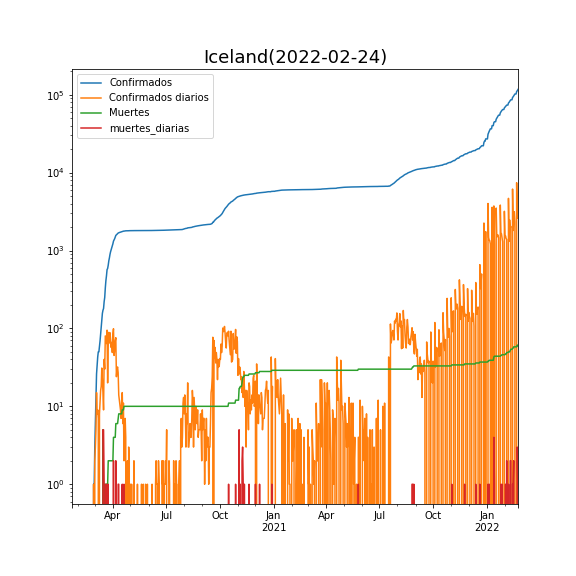 Iceland(2022-02-24)
Confirmados
Confirmados diarios
Muertes
muertes_diarias
10^5
10^4
10^3
10^2
10^1
10^0
Apr
Jul
Oct
Jan
2021
Apr
Jul
Oct
Jan
2022